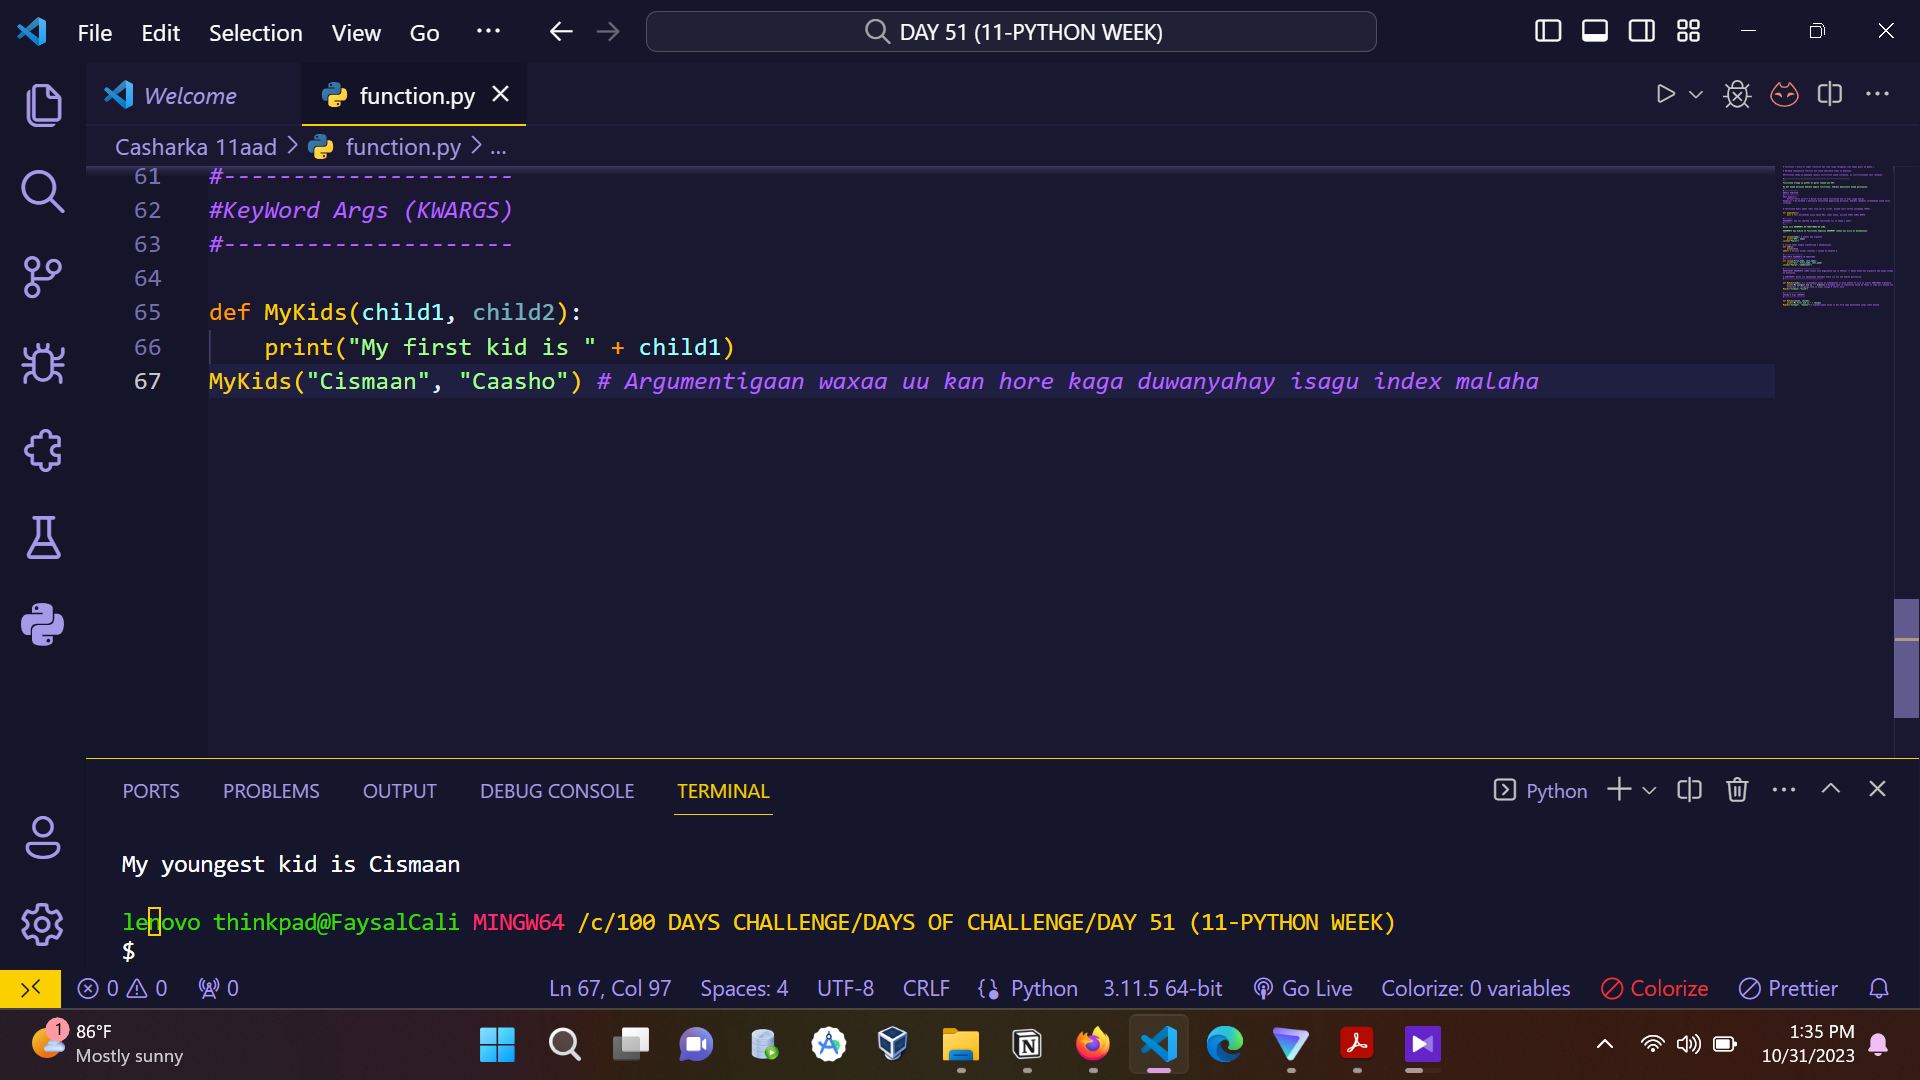 File Edit Selection View Go ··· DAY 51 (11-PYTHON WEEK)
Welcome function.py
Casharka 11aad > function.py > ...
61 #---------------------
62 #KeyWord Args (KWARGS)
63 #---------------------
64
65 def MyKids(child1, child2):
66 print("My first kid is " + child1)
67 MyKids("Cismaan", "Caasho") # Argumentigaan waxaa uu kan hore kaga duwanyahay isagu index malaha
PORTS PROBLEMS OUTPUT DEBUG CONSOLE TERMINAL Python
My youngest kid is Cismaan
lenovo thinkpad@FaysalCali MINGW64 /c/100 DAYS CHALLENGE/DAYS OF CHALLENGE/DAY 51 (11-PYTHON WEEK)
$
0 0 0 Ln 67, Col 97 Spaces: 4 UTF-8 CRLF Python 3.11.5 64-bit Go Live Colorize: 0 variables Colorize Prettier
1 86°F
Mostly sunny
1:35 PM
10/31/2023